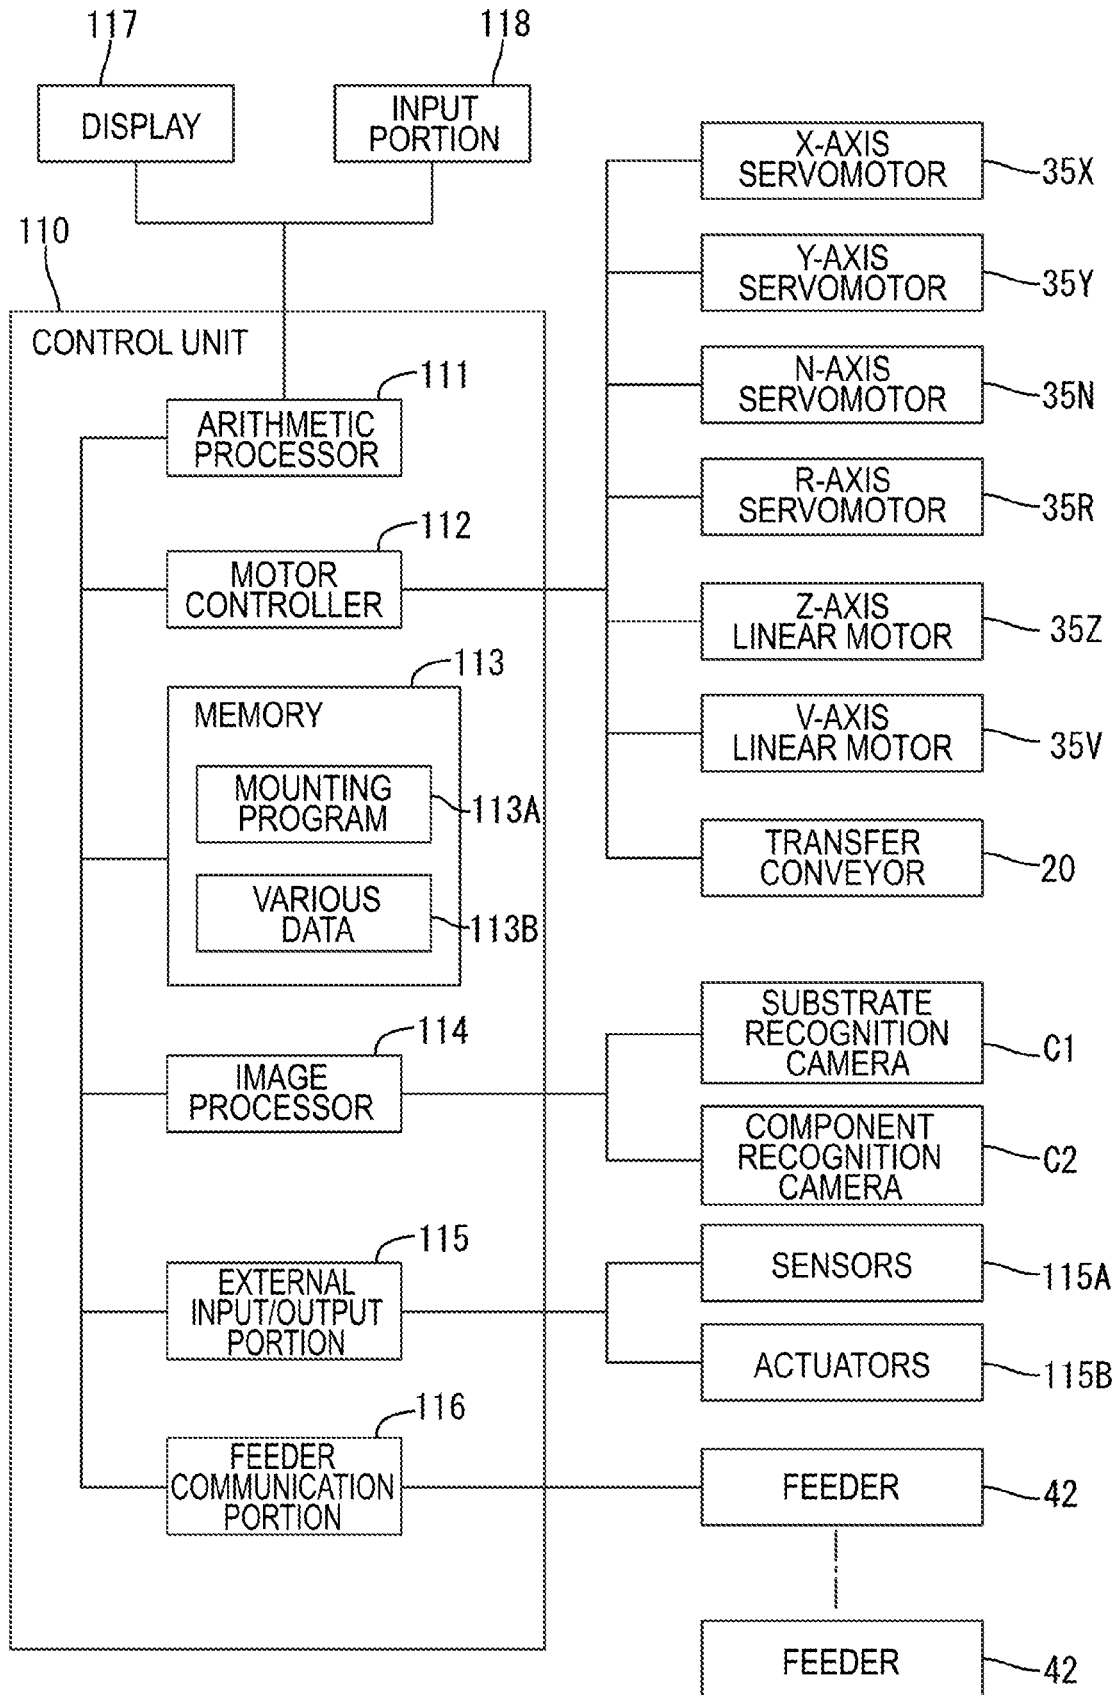 117
118
DISPLAY
INPUT
PORTION
110
CONTROL UNIT
111
ARITHMETIC
PROCESSOR
112
MOTOR
CONTROLLER
113
MEMORY
MOUNTING
PROGRAM
113A
VARIOUS
DATA
113B
114
IMAGE
PROCESSOR
115
EXTERNAL
INPUT/OUTPUT
PORTION
116
FEEDER
COMMUNICATION
PORTION
X-AXIS
SERVOMOTOR
35X
Y-AXIS
SERVOMOTOR
35Y
N-AXIS
SERVOMOTOR
35N
R-AXIS
SERVOMOTOR
35R
Z-AXIS
LINEAR MOTOR
35Z
V-AXIS
LINEAR MOTOR
35V
TRANSFER
CONVEYOR
20
SUBSTRATE
RECOGNITION
CAMERA
C1
COMPONENT
RECOGNITION
CAMERA
C2
SENSORS
115A
ACTUATORS
115B
FEEDER
42
FEEDER
42